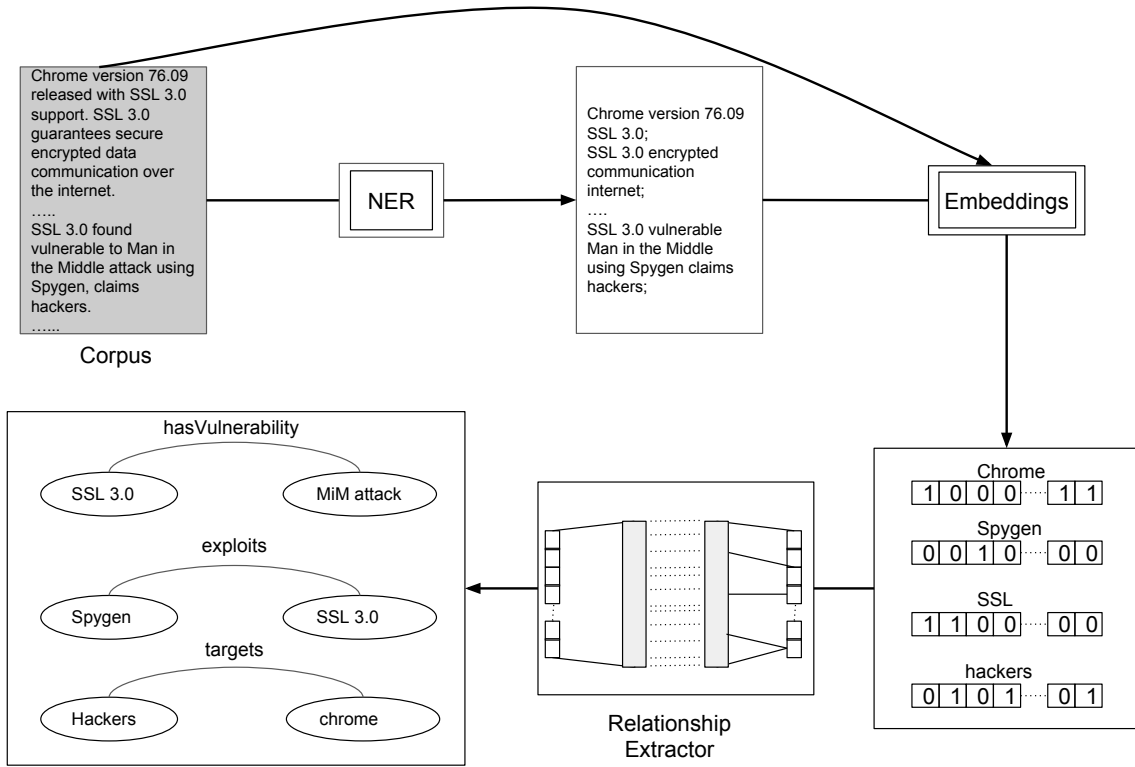 Chrome version 76.09
released with SSL 3.0
support. SSL 3.0
guarantees secure
encrypted data
communication over
the internet.
…..
SSL 3.0 found
vulnerable to Man in
the Middle attack using
Spygen, claims
hackers.
…...
Corpus
NER
Chrome version 76.09
SSL 3.0;
SSL 3.0 encrypted
communication
internet;
….
SSL 3.0 vulnerable
Man in the Middle
using Spygen claims
hackers;
Embeddings
Chrome
1 0 0 0 ...... 1 1
Spygen
0 0 1 0 ...... 0 0
SSL
1 1 0 0 ...... 0 0
hackers
0 1 0 1 ...... 0 1
Relationship
Extractor
hasVulnerability
SSL 3.0
MiM attack
exploits
Spygen
SSL 3.0
targets
Hackers
chrome